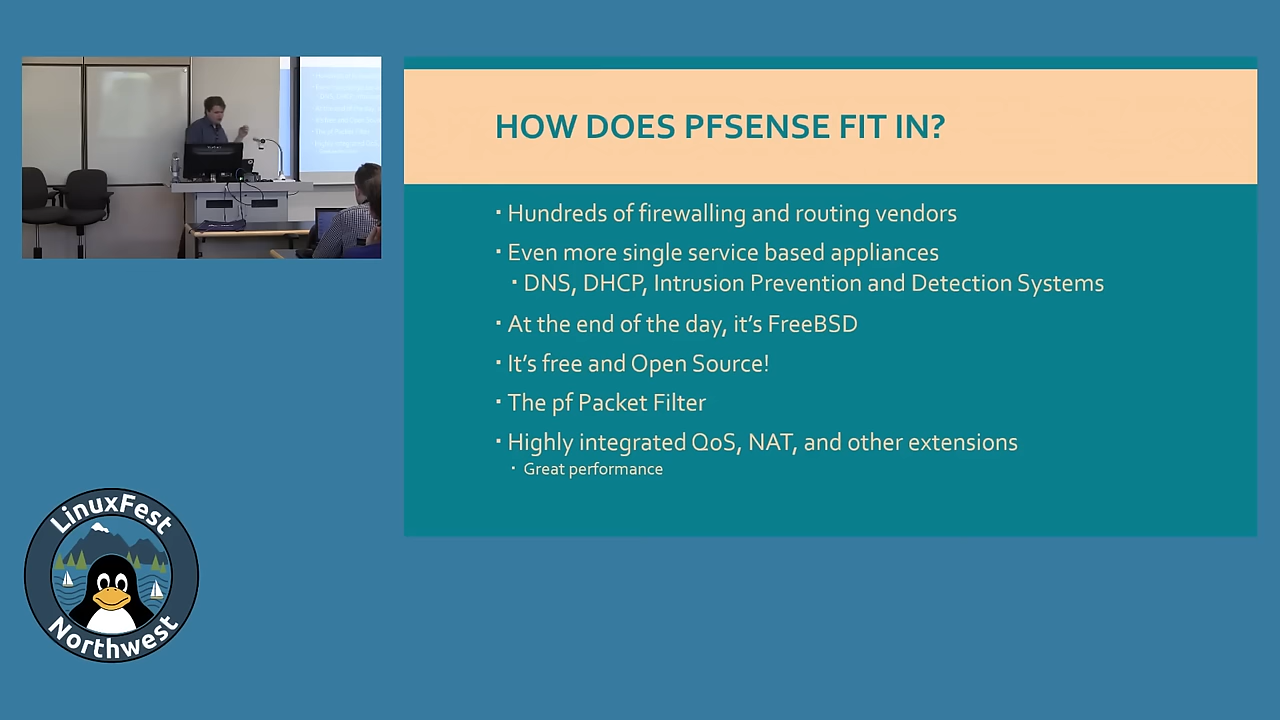 HOW DOES PFSENSE FIT IN?
▪ Hundreds of firewalling and routing vendors
▪ Even more single service based appliances
▪ DNS, DHCP, Intrusion Prevention and Detection Systems
▪ At the end of the day, it's FreeBSD
▪ It's free and Open Source!
▪ The pf Packet Filter
▪ Highly integrated QoS, NAT, and other extensions
▪ Great performance
LinuxFest
Northwest